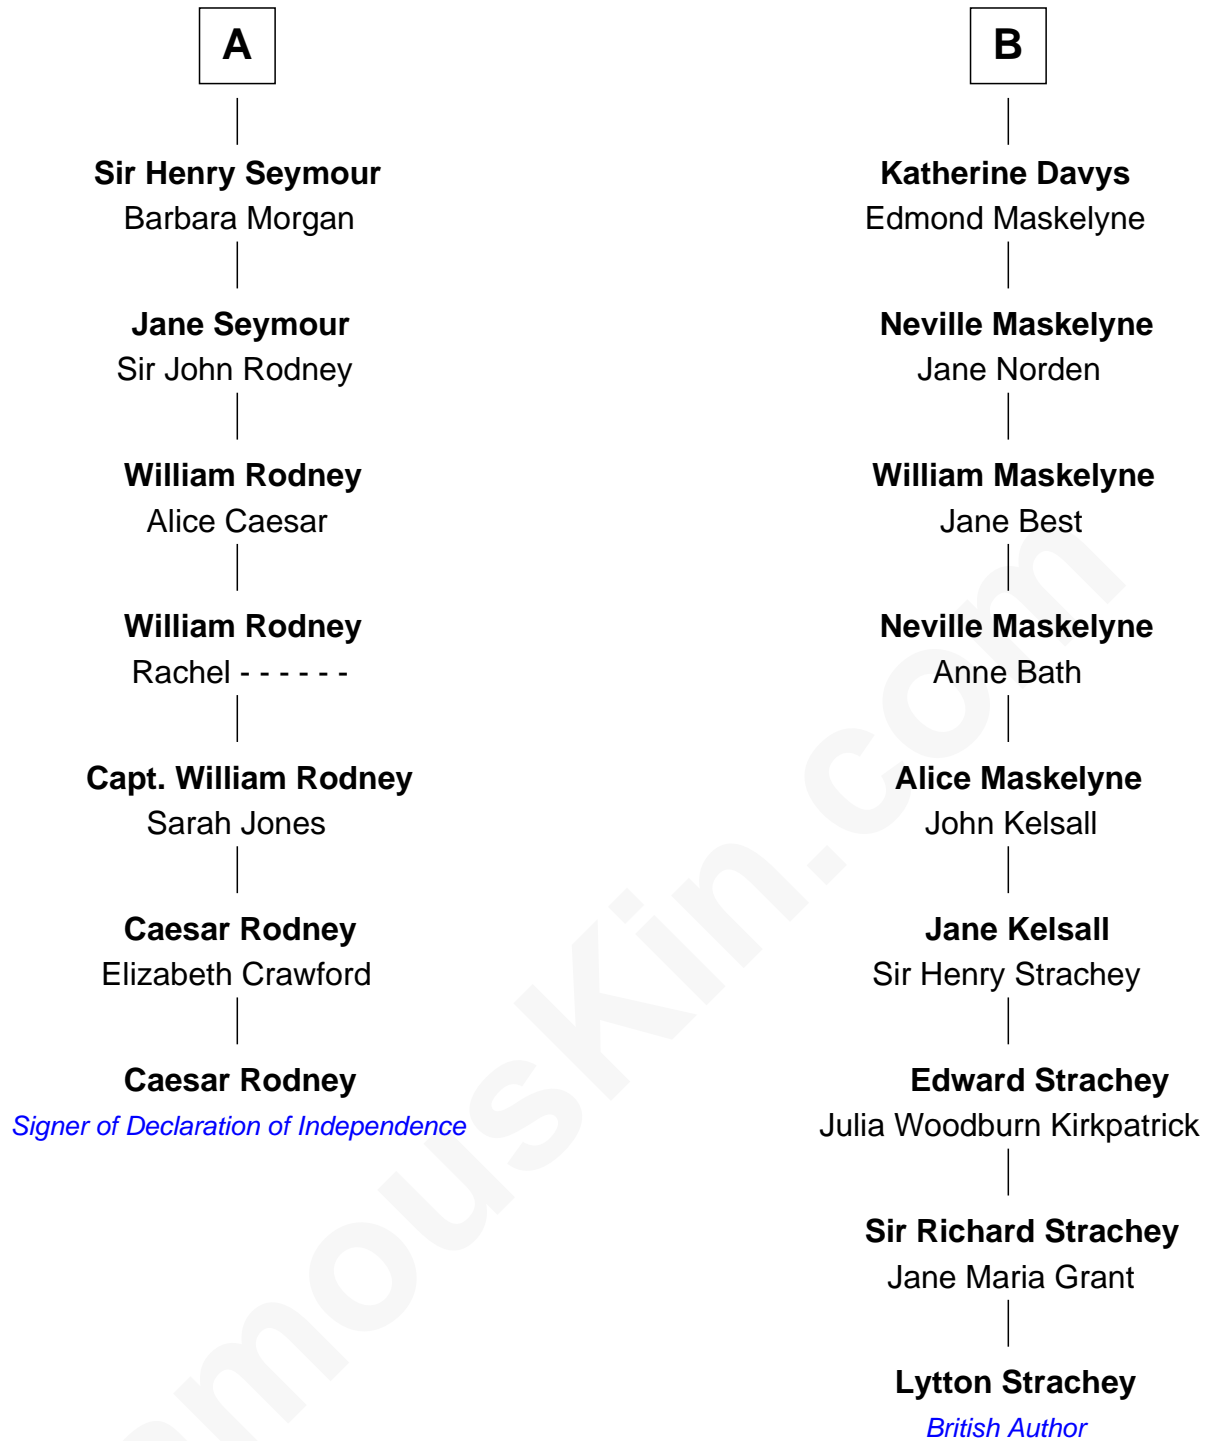 A
Sir Henry Seymour
Barbara Morgan
Jane Seymour
Sir John Rodney
William Rodney
Alice Caesar
William Rodney
Rachel - - - - - -
Capt. William Rodney
Sarah Jones
Caesar Rodney
Elizabeth Crawford
Caesar Rodney
Signer of Declaration of Independence
B
Katherine Davys
Edmond Maskelyne
Neville Maskelyne
Jane Norden
William Maskelyne
Jane Best
Neville Maskelyne
Anne Bath
Alice Maskelyne
John Kelsall
Jane Kelsall
Sir Henry Strachey
Edward Strachey
Julia Woodburn Kirkpatrick
Sir Richard Strachey
Jane Maria Grant
Lytton Strachey
British Author
amousKin.com